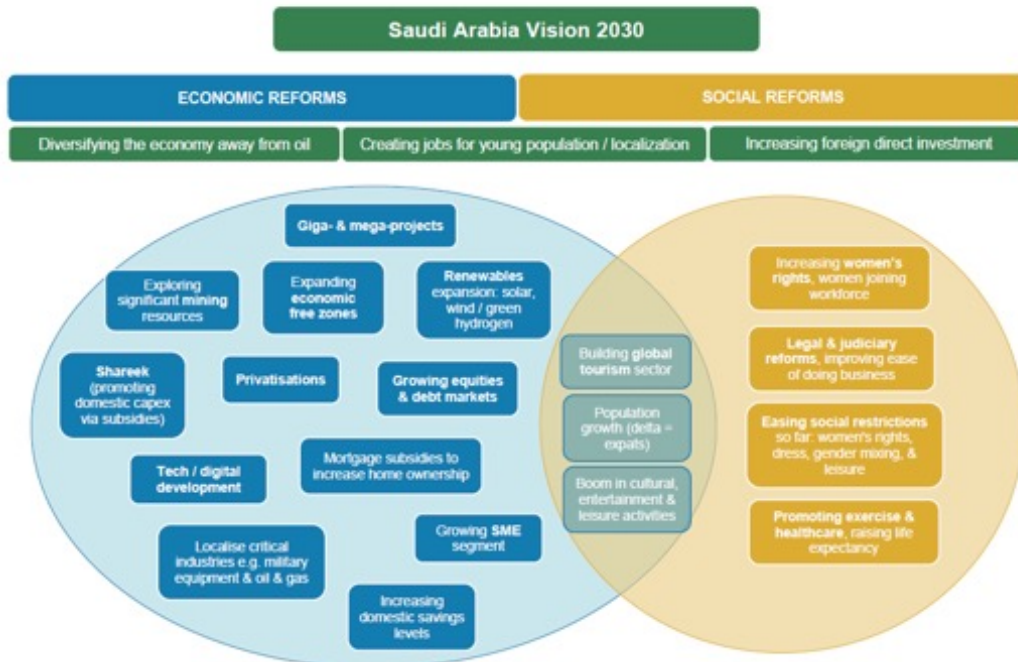 Saudi Arabia Vision 2030
ECONOMIC REFORMS
SOCIAL REFORMS
Diversifying the economy away from oil
Creating jobs for young population / localization
Increasing foreign direct investment
Giga- & mega-projects
Exploring
significant mining
resources
Expanding
economic
free zones
Renewables
expansion: solar,
wind / green
hydrogen
Shareek
(promoting
domestic capex
via subsidies)
Privatisations
Growing equities
& debt markets
Tech / digital
development
Mortgage subsidies to
increase home ownership
Localise critical
industries e.g. military
equipment & oil & gas
Growing SME
segment
Increasing
domestic savings
levels
Building global
tourism sector
Population
growth (delta =
expats)
Boom in cultural,
entertainment &
leisure activities
Increasing women's
rights, women joining
workforce
Legal & judiciary
reforms, improving ease
of doing business
Easing social restrictions
so far: women's rights,
dress, gender mixing, &
leisure
Promoting exercise &
healthcare, raising life
expectancy